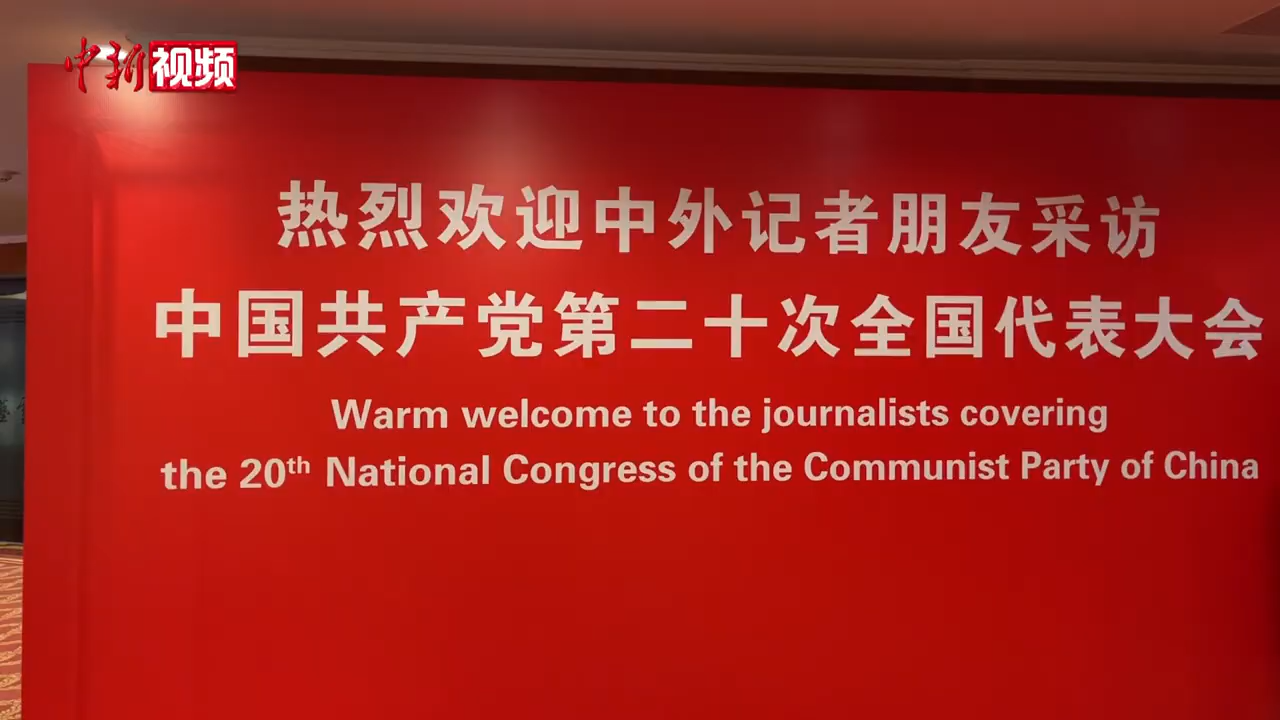 中新视频
热烈欢迎中外记者朋友采访
中国共产党第二十次全国代表大会
Warm welcome to the journalists covering
the 20th National Congress of the Communist Party of China